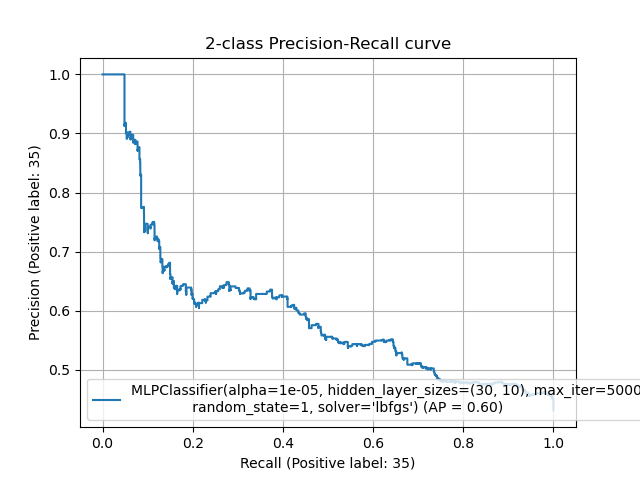 2-class Precision-Recall curve
1.0
0.9
0.8
0.7
0.6
0.5
Precision (Positive label: 35)
MLPClassifier(alpha=1e-05, hidden_layer_sizes=(30, 10), max_iter=5000
random_state=1, solver='lbfgs') (AP = 0.60)
0.0 0.2 0.4 0.6 0.8 1.0
Recall (Positive label: 35)